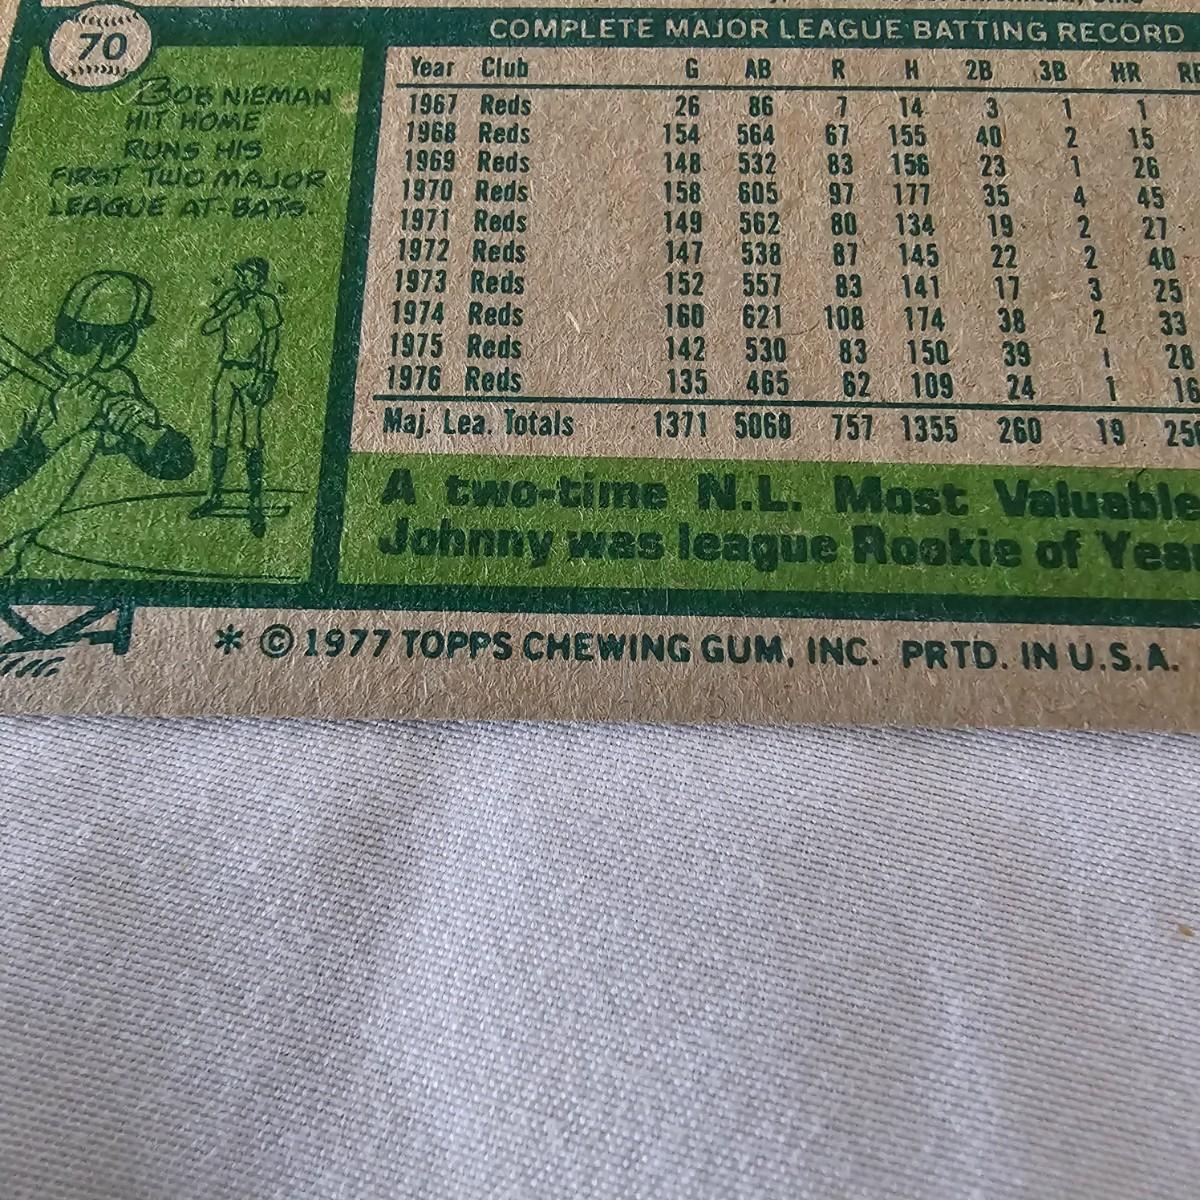 70
BOB NIEMAN
HIT HOME
RUNS HIS
FIRST TWO MAJOR
LEAGUE AT-BATS.
COMPLETE MAJOR LEAGUE BATTING RECORD
Year Club G AB R H 2B 3B HR
1967 Reds 26 86 7 14 3 1 1
1968 Reds 154 564 67 155 40 2 15
1969 Reds 148 532 83 156 23 1 26
1970 Reds 158 605 97 177 35 4 45
1971 Reds 149 562 80 134 19 2 27
1972 Reds 147 538 87 145 22 2 40
1973 Reds 152 557 83 141 17 3 25
1974 Reds 160 621 108 174 38 2 33
1975 Reds 142 530 83 150 39 1 28
1976 Reds 135 465 62 109 24 1 16
Maj. Lea. Totals 1371 5060 757 1355 260 19 256
A two-time N.L. Most Valuable
Johnny was league Rookie of Year
* © 1977 TOPPS CHEWING GUM, INC. PRTD. IN U.S.A.